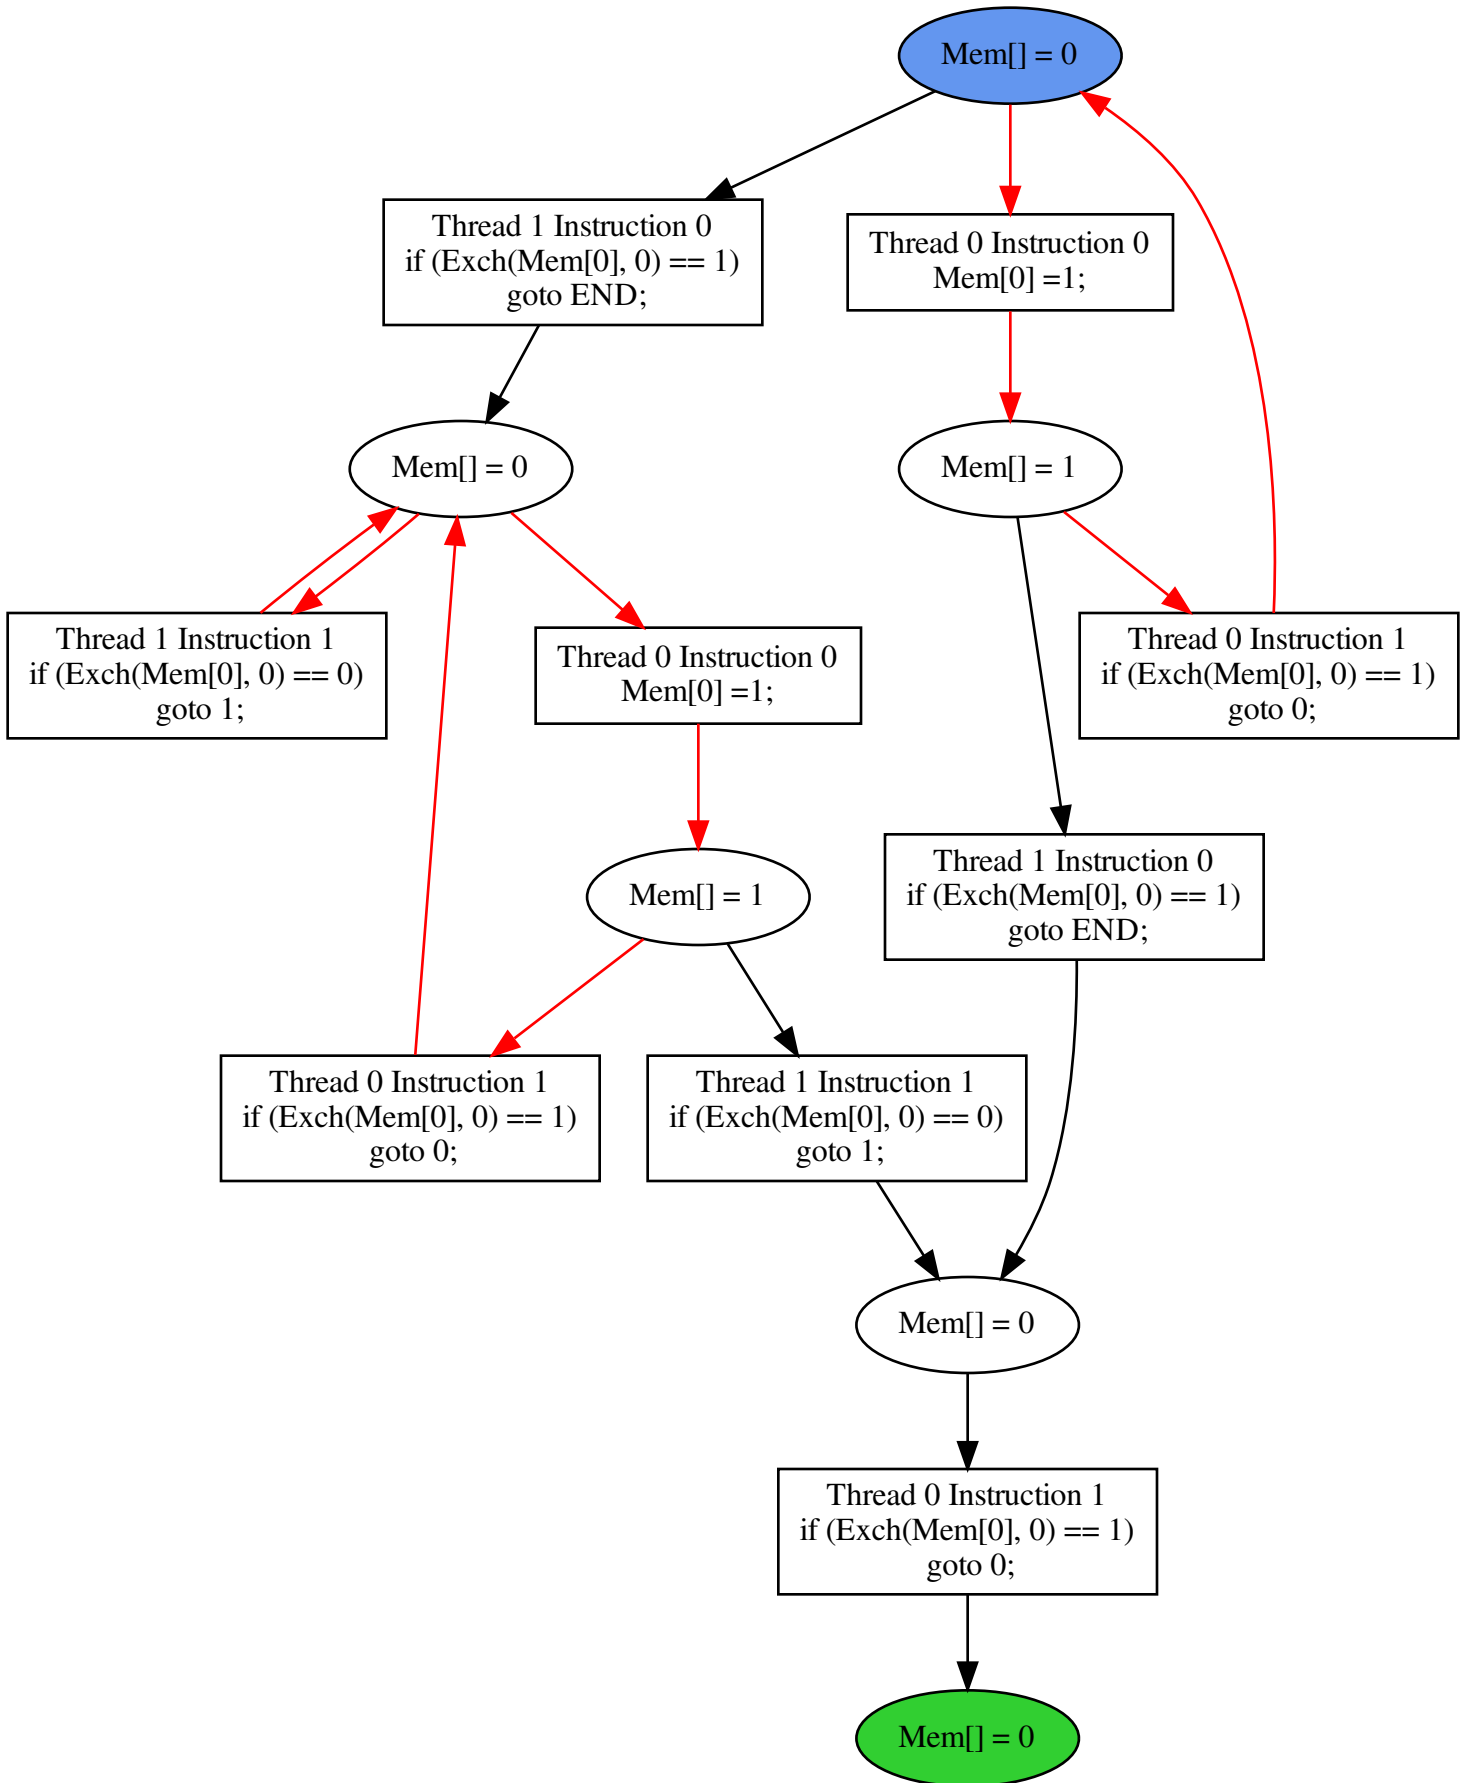 Mem[] = 0
Thread 1 Instruction 0
if (Exch(Mem[0], 0) == 1)
goto END;
Thread 0 Instruction 0
Mem[0] =1;
Mem[] = 0
Mem[] = 1
Thread 1 Instruction 1
if (Exch(Mem[0], 0) == 0)
goto 1;
Thread 0 Instruction 0
Mem[0] =1;
Thread 0 Instruction 1
if (Exch(Mem[0], 0) == 1)
goto 0;
Mem[] = 1
Thread 1 Instruction 0
if (Exch(Mem[0], 0) == 1)
goto END;
Thread 0 Instruction 1
if (Exch(Mem[0], 0) == 1)
goto 0;
Thread 1 Instruction 1
if (Exch(Mem[0], 0) == 0)
goto 1;
Mem[] = 0
Thread 0 Instruction 1
if (Exch(Mem[0], 0) == 1)
goto 0;
Mem[] = 0